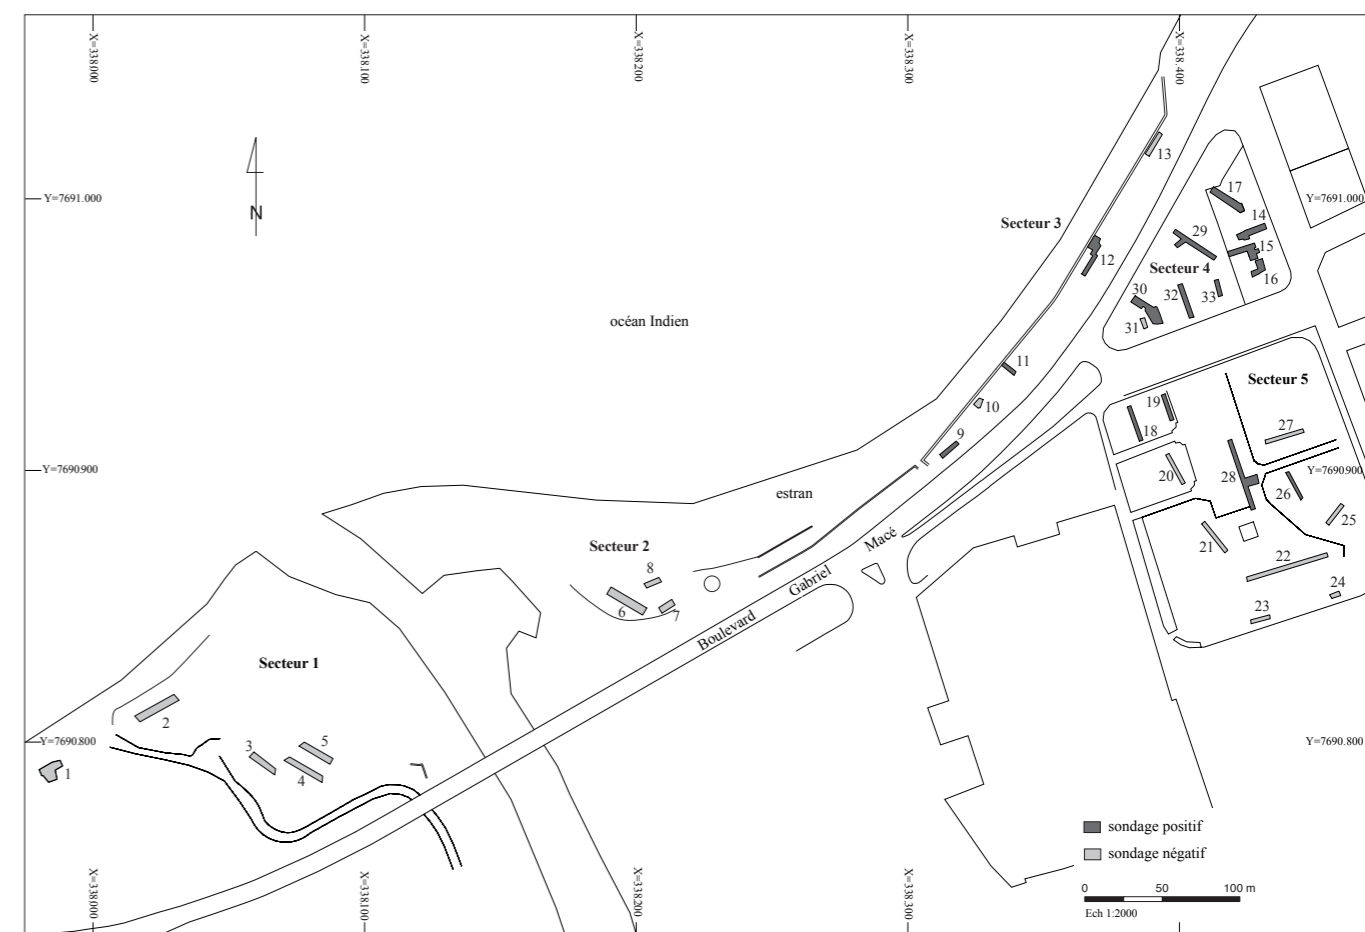 X=338.000
X=338.100
X=338.200
X=338.300
X=338.400
13
Y=7691.000
17
Y=7691.000
N
Secteur 3
14
29
15
12
Secteur 4
16
30
32
33
océan Indien
31
11
Secteur 5
19
10
18
27
9
Y=7690.900
20
28
Y=7690.900
26
estran
25
Macé
21
Secteur 2
22
8
Gabriel
24
6
7
23
Boulevard
Secteur 1
2
Y=7690.800
3
5
Y=7690.800
1
4
sondage positif
sondage négatif
0 50 100 m
Ech 1:2000
X=338.000
X=338.100
X=338.200
X=338.300